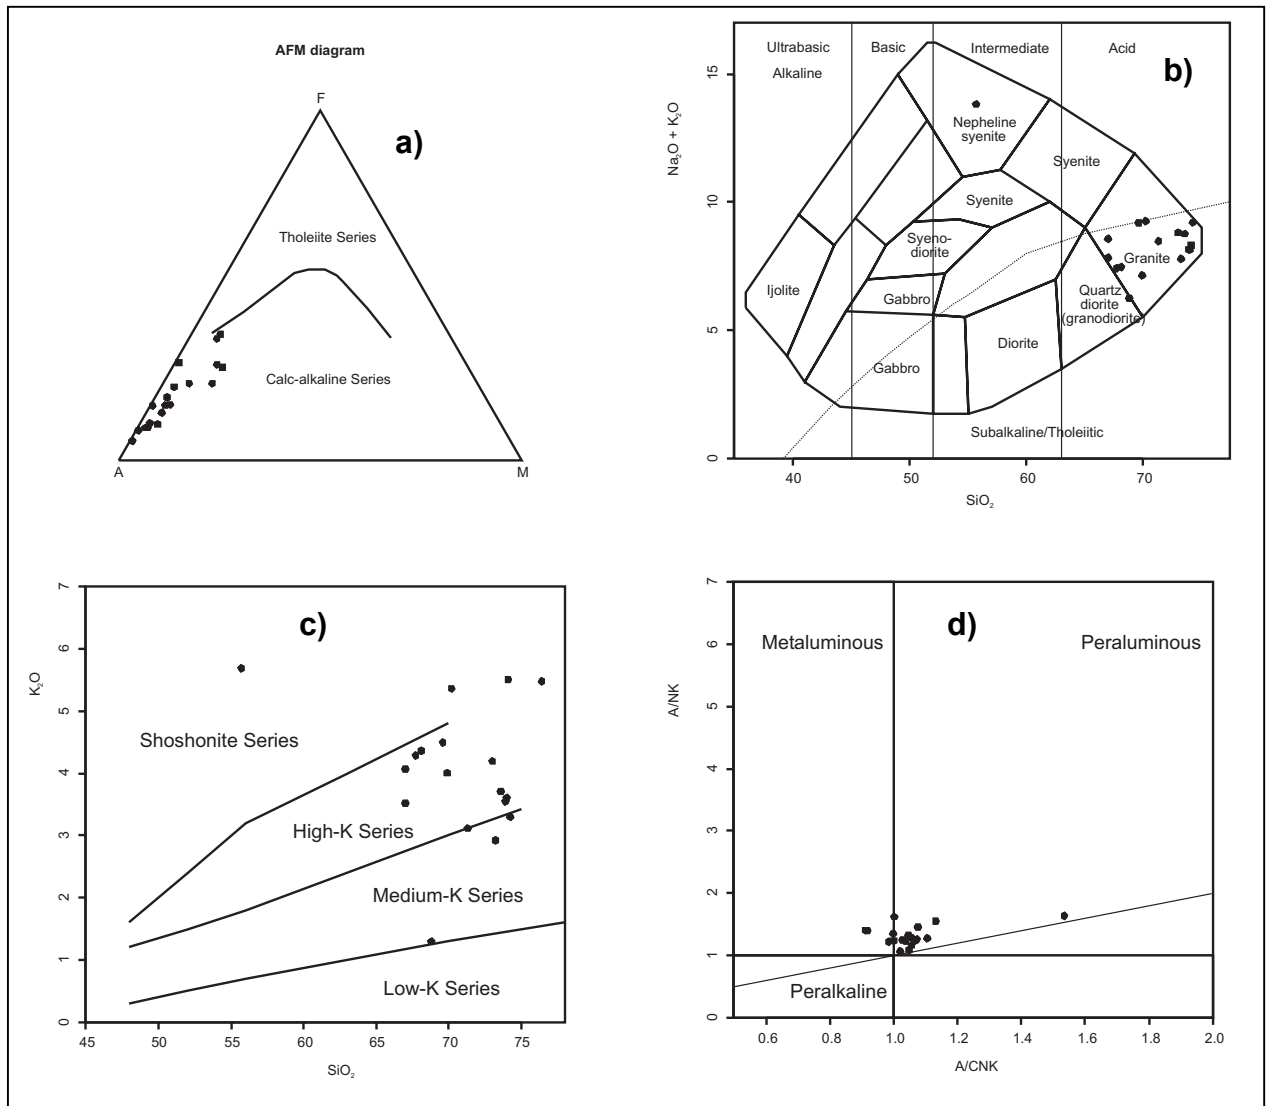 AFM diagram
a)
F
Tholeiite Series
Calc-alkaline Series
A
M
b)
Ultrabasic
Basic
Intermediate
Acid
Alkaline
Nepheline
syenite
Syenite
Syenite
Syeno-
diorite
Ijolite
Gabbro
Granite
Quartz
diorite
(granodiorite)
Diorite
Gabbro
Subalkaline/Tholeiitic
Na₂O + K₂O
15
10
5
0
40 50 60 70
SiO₂
c)
Shoshonite Series
High-K Series
Medium-K Series
Low-K Series
K₂O
7
6
5
4
3
2
1
0
45 50 55 60 65 70 75
SiO₂
d)
Metaluminous
Peraluminous
Peralkaline
A/NK
7
6
5
4
3
2
1
0
0.6 0.8 1.0 1.2 1.4 1.6 1.8 2.0
A/CNK